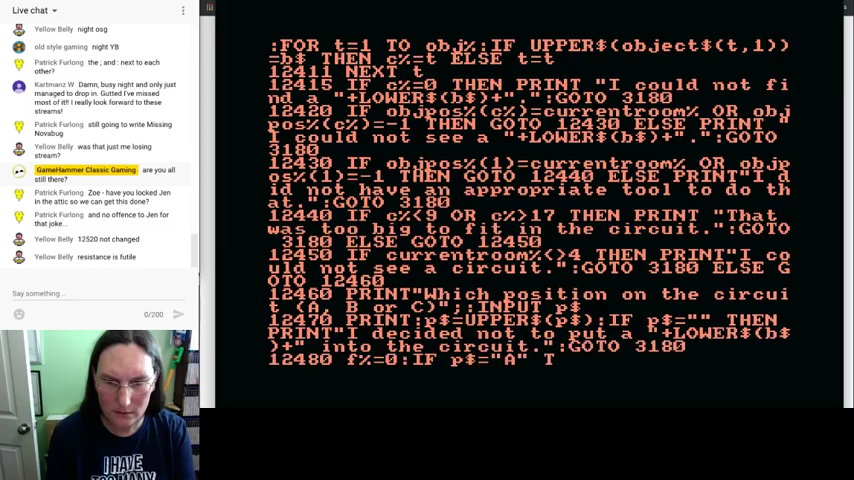 Live chat
Yellow Belly night osg
old style gaming night YB
Patrick Furlong the ; and : next to each
other?
Kartmanz W Damn, busy night and only just
managed to drop in. Gutted I've missed
most of it!! I really look forward to these
streams!
Patrick Furlong still going to write Missing
Novabug
Yellow Belly was that just me losing
stream?
GameHammer Classic Gaming are you all
still there?
Patrick Furlong Zoe - have you locked Jen
in the attic so we can get this done?
Patrick Furlong and no offence to Jen for
that joke...
Yellow Belly 12520 not changed
Yellow Belly resistance is futile
Say something...
0/200
:FOR t=1 TO obj%:IF UPPER$(object$(t,1))
=b$ THEN c%=t ELSE t=t
12411 NEXT t
12415 IF c%=0 THEN PRINT "I could not fi
nd a "+LOWER$(b$)+".":GOTO 3180
12420 IF objpos%(c%)=currentroom% OR obj
pos%(c%)=-1 THEN GOTO 12430 ELSE PRINT "
I could not see a "+LOWER$(b$)+".":GOTO
3180
12430 IF objpos%(1)=currentroom% OR objp
os%(1)=-1 THEN GOTO 12440 ELSE PRINT"I d
id not have an appropriate tool to do th
at.":GOTO 3180
12440 IF c%<9 OR c%>17 THEN PRINT "That
was too big to fit in the circuit.":GOTO
3180 ELSE GOTO 12450
12450 IF currentroom%<>4 THEN PRINT"I co
uld not see a circuit.":GOTO 3180 ELSE G
OTO 12460
12460 PRINT"Which position on the circui
t (A, B or C)";:INPUT p$
12470 PRINT:p$=UPPER$(p$):IF p$="" THEN
PRINT"I decided not to put a "+LOWER$(b$
)+" into the circuit.":GOTO 3180
12480 f%=0:IF p$="A" T
I HAVE
TOO MANY